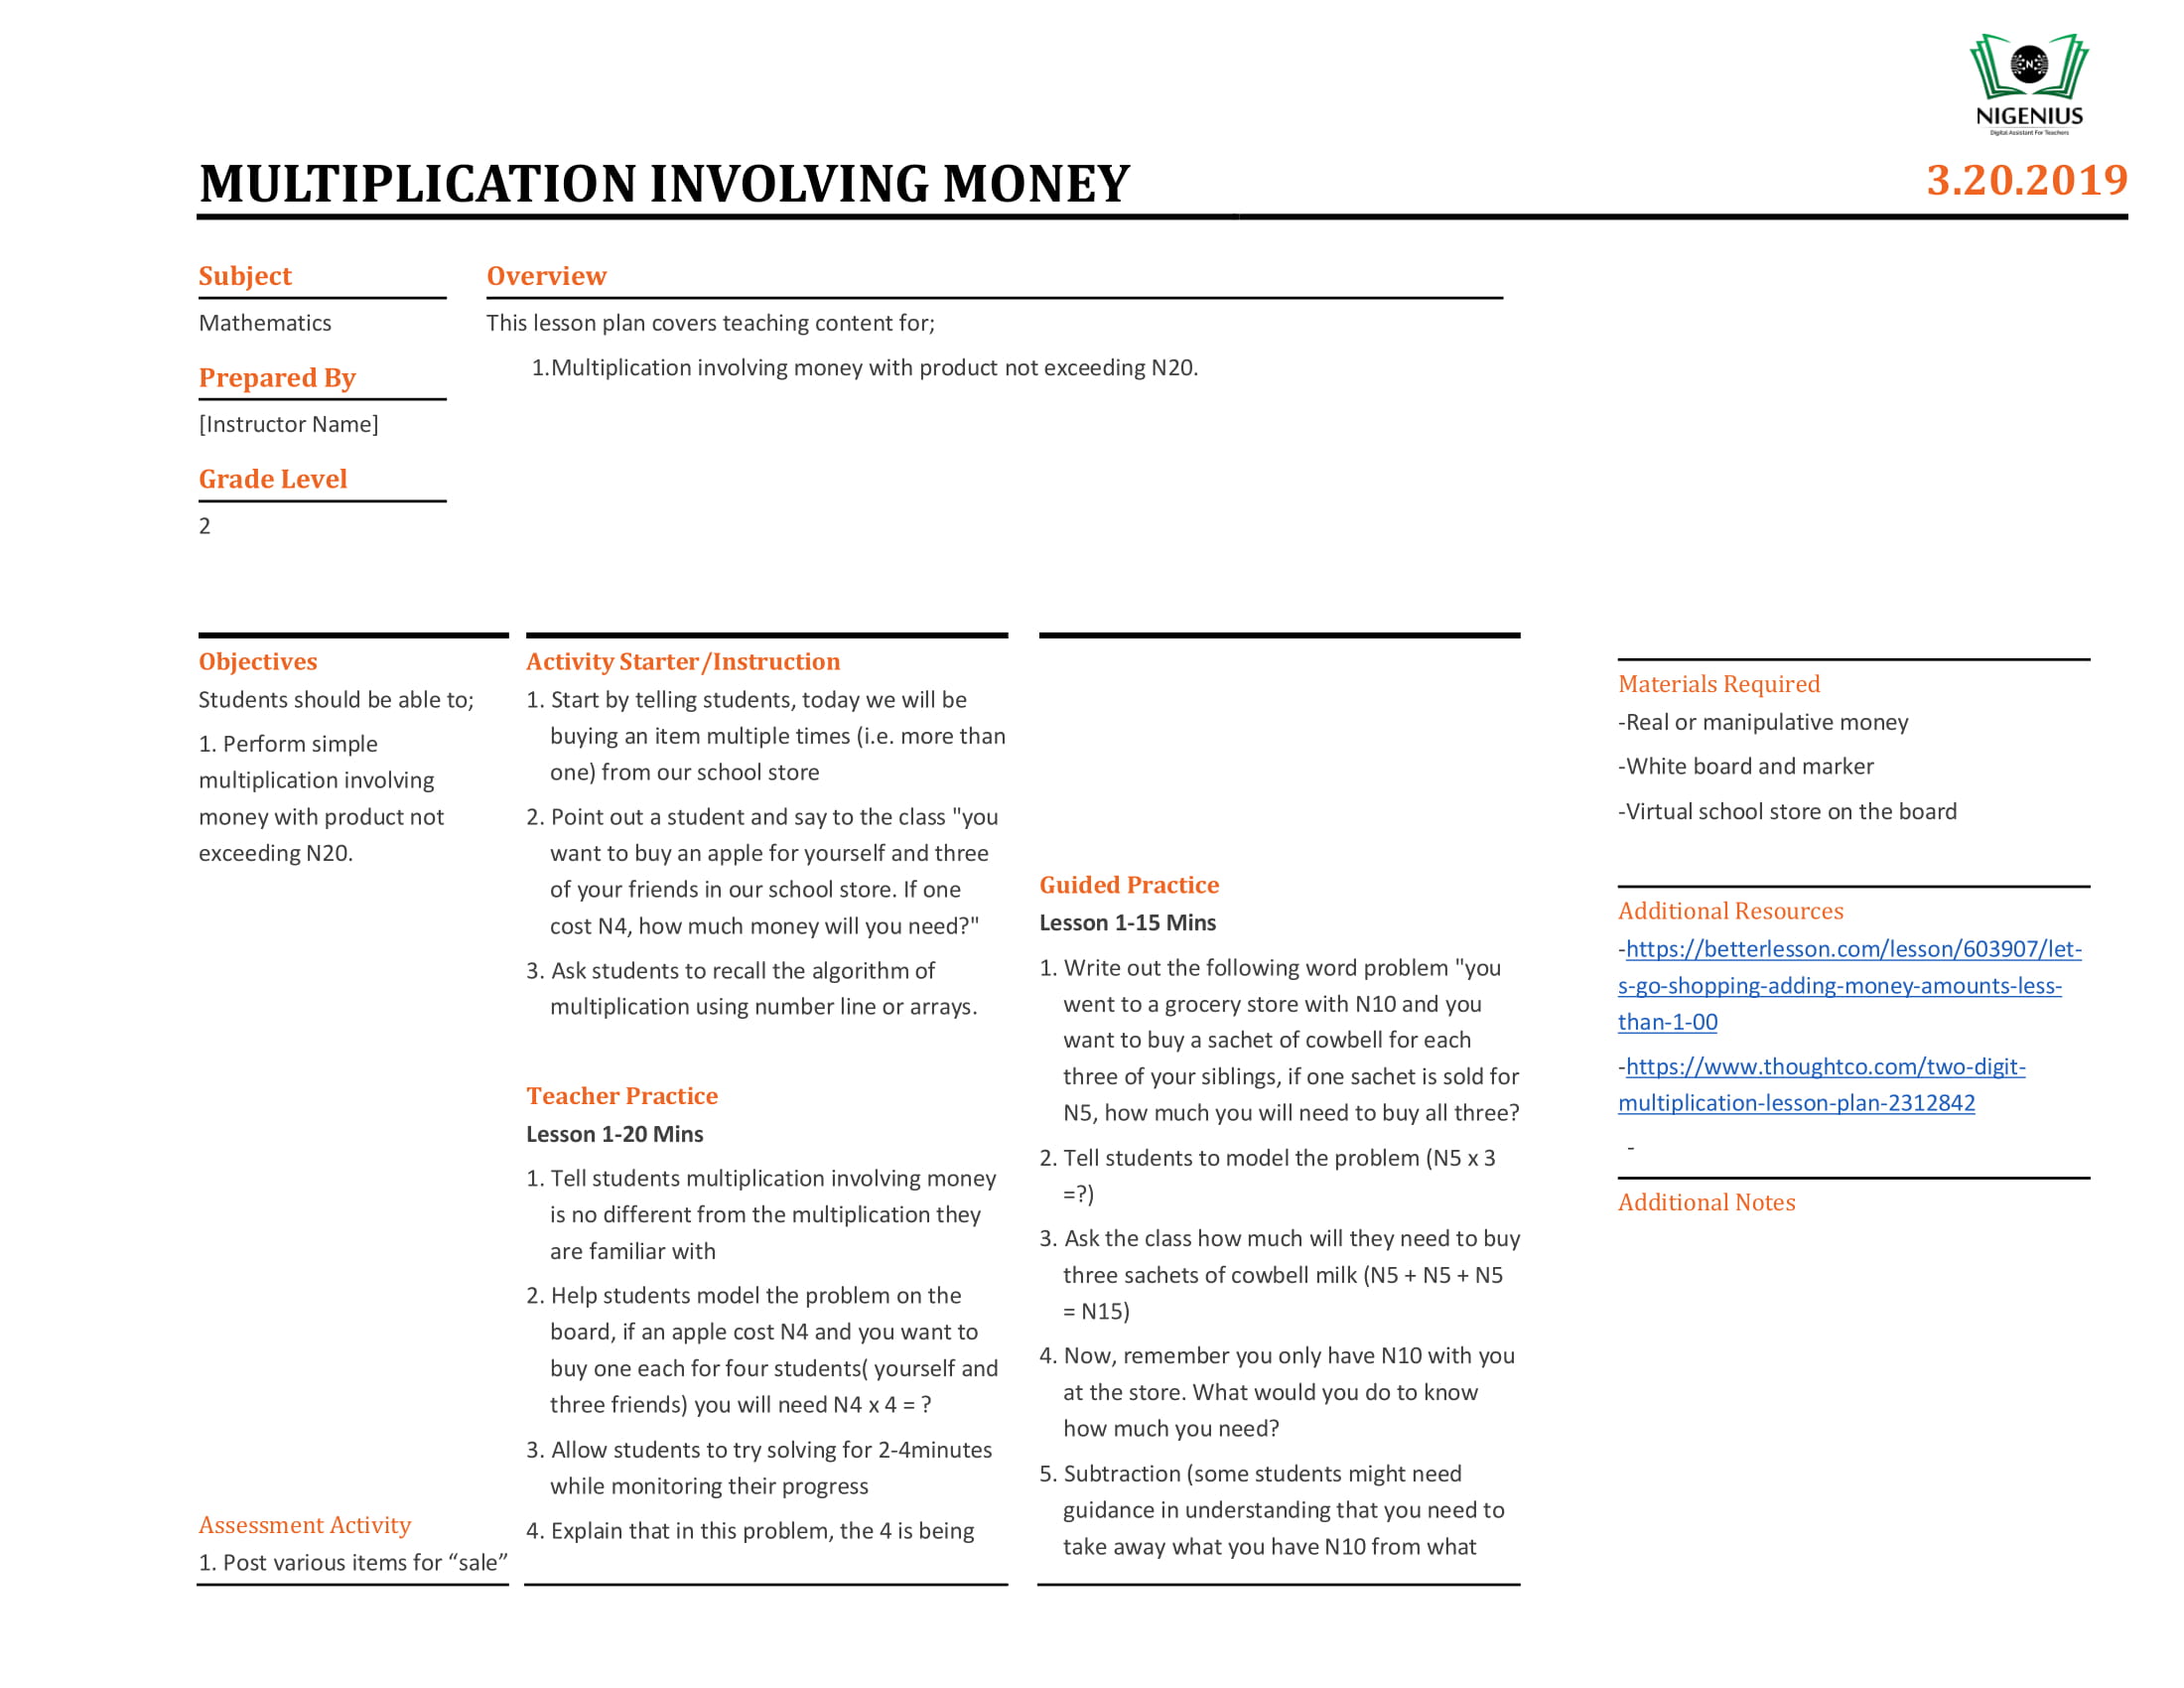 NIGENIUS
Digital Assistant For Teachers
MULTIPLICATION INVOLVING MONEY
3.20.2019
Subject
Mathematics
Prepared By
[Instructor Name]
Grade Level
2
Overview
This lesson plan covers teaching content for;
1.Multiplication involving money with product not exceeding N20.
Objectives
Students should be able to;
1. Perform simple
multiplication involving
money with product not
exceeding N20.
Assessment Activity
1. Post various items for “sale”
Activity Starter/Instruction
1. Start by telling students, today we will be
buying an item multiple times (i.e. more than
one) from our school store
2. Point out a student and say to the class "you
want to buy an apple for yourself and three
of your friends in our school store. If one
cost N4, how much money will you need?"
3. Ask students to recall the algorithm of
multiplication using number line or arrays.
Teacher Practice
Lesson 1-20 Mins
1. Tell students multiplication involving money
is no different from the multiplication they
are familiar with
2. Help students model the problem on the
board, if an apple cost N4 and you want to
buy one each for four students( yourself and
three friends) you will need N4 x 4 = ?
3. Allow students to try solving for 2-4minutes
while monitoring their progress
4. Explain that in this problem, the 4 is being
Guided Practice
Lesson 1-15 Mins
1. Write out the following word problem "you
went to a grocery store with N10 and you
want to buy a sachet of cowbell for each
three of your siblings, if one sachet is sold for
N5, how much you will need to buy all three?
2. Tell students to model the problem (N5 x 3
=?)
3. Ask the class how much will they need to buy
three sachets of cowbell milk (N5 + N5 + N5
= N15)
4. Now, remember you only have N10 with you
at the store. What would you do to know
how much you need?
5. Subtraction (some students might need
guidance in understanding that you need to
take away what you have N10 from what
Materials Required
-Real or manipulative money
-White board and marker
-Virtual school store on the board
Additional Resources
-https://betterlesson.com/lesson/603907/let-
s-go-shopping-adding-money-amounts-less-
than-1-00
-https://www.thoughtco.com/two-digit-
multiplication-lesson-plan-2312842
-
Additional Notes